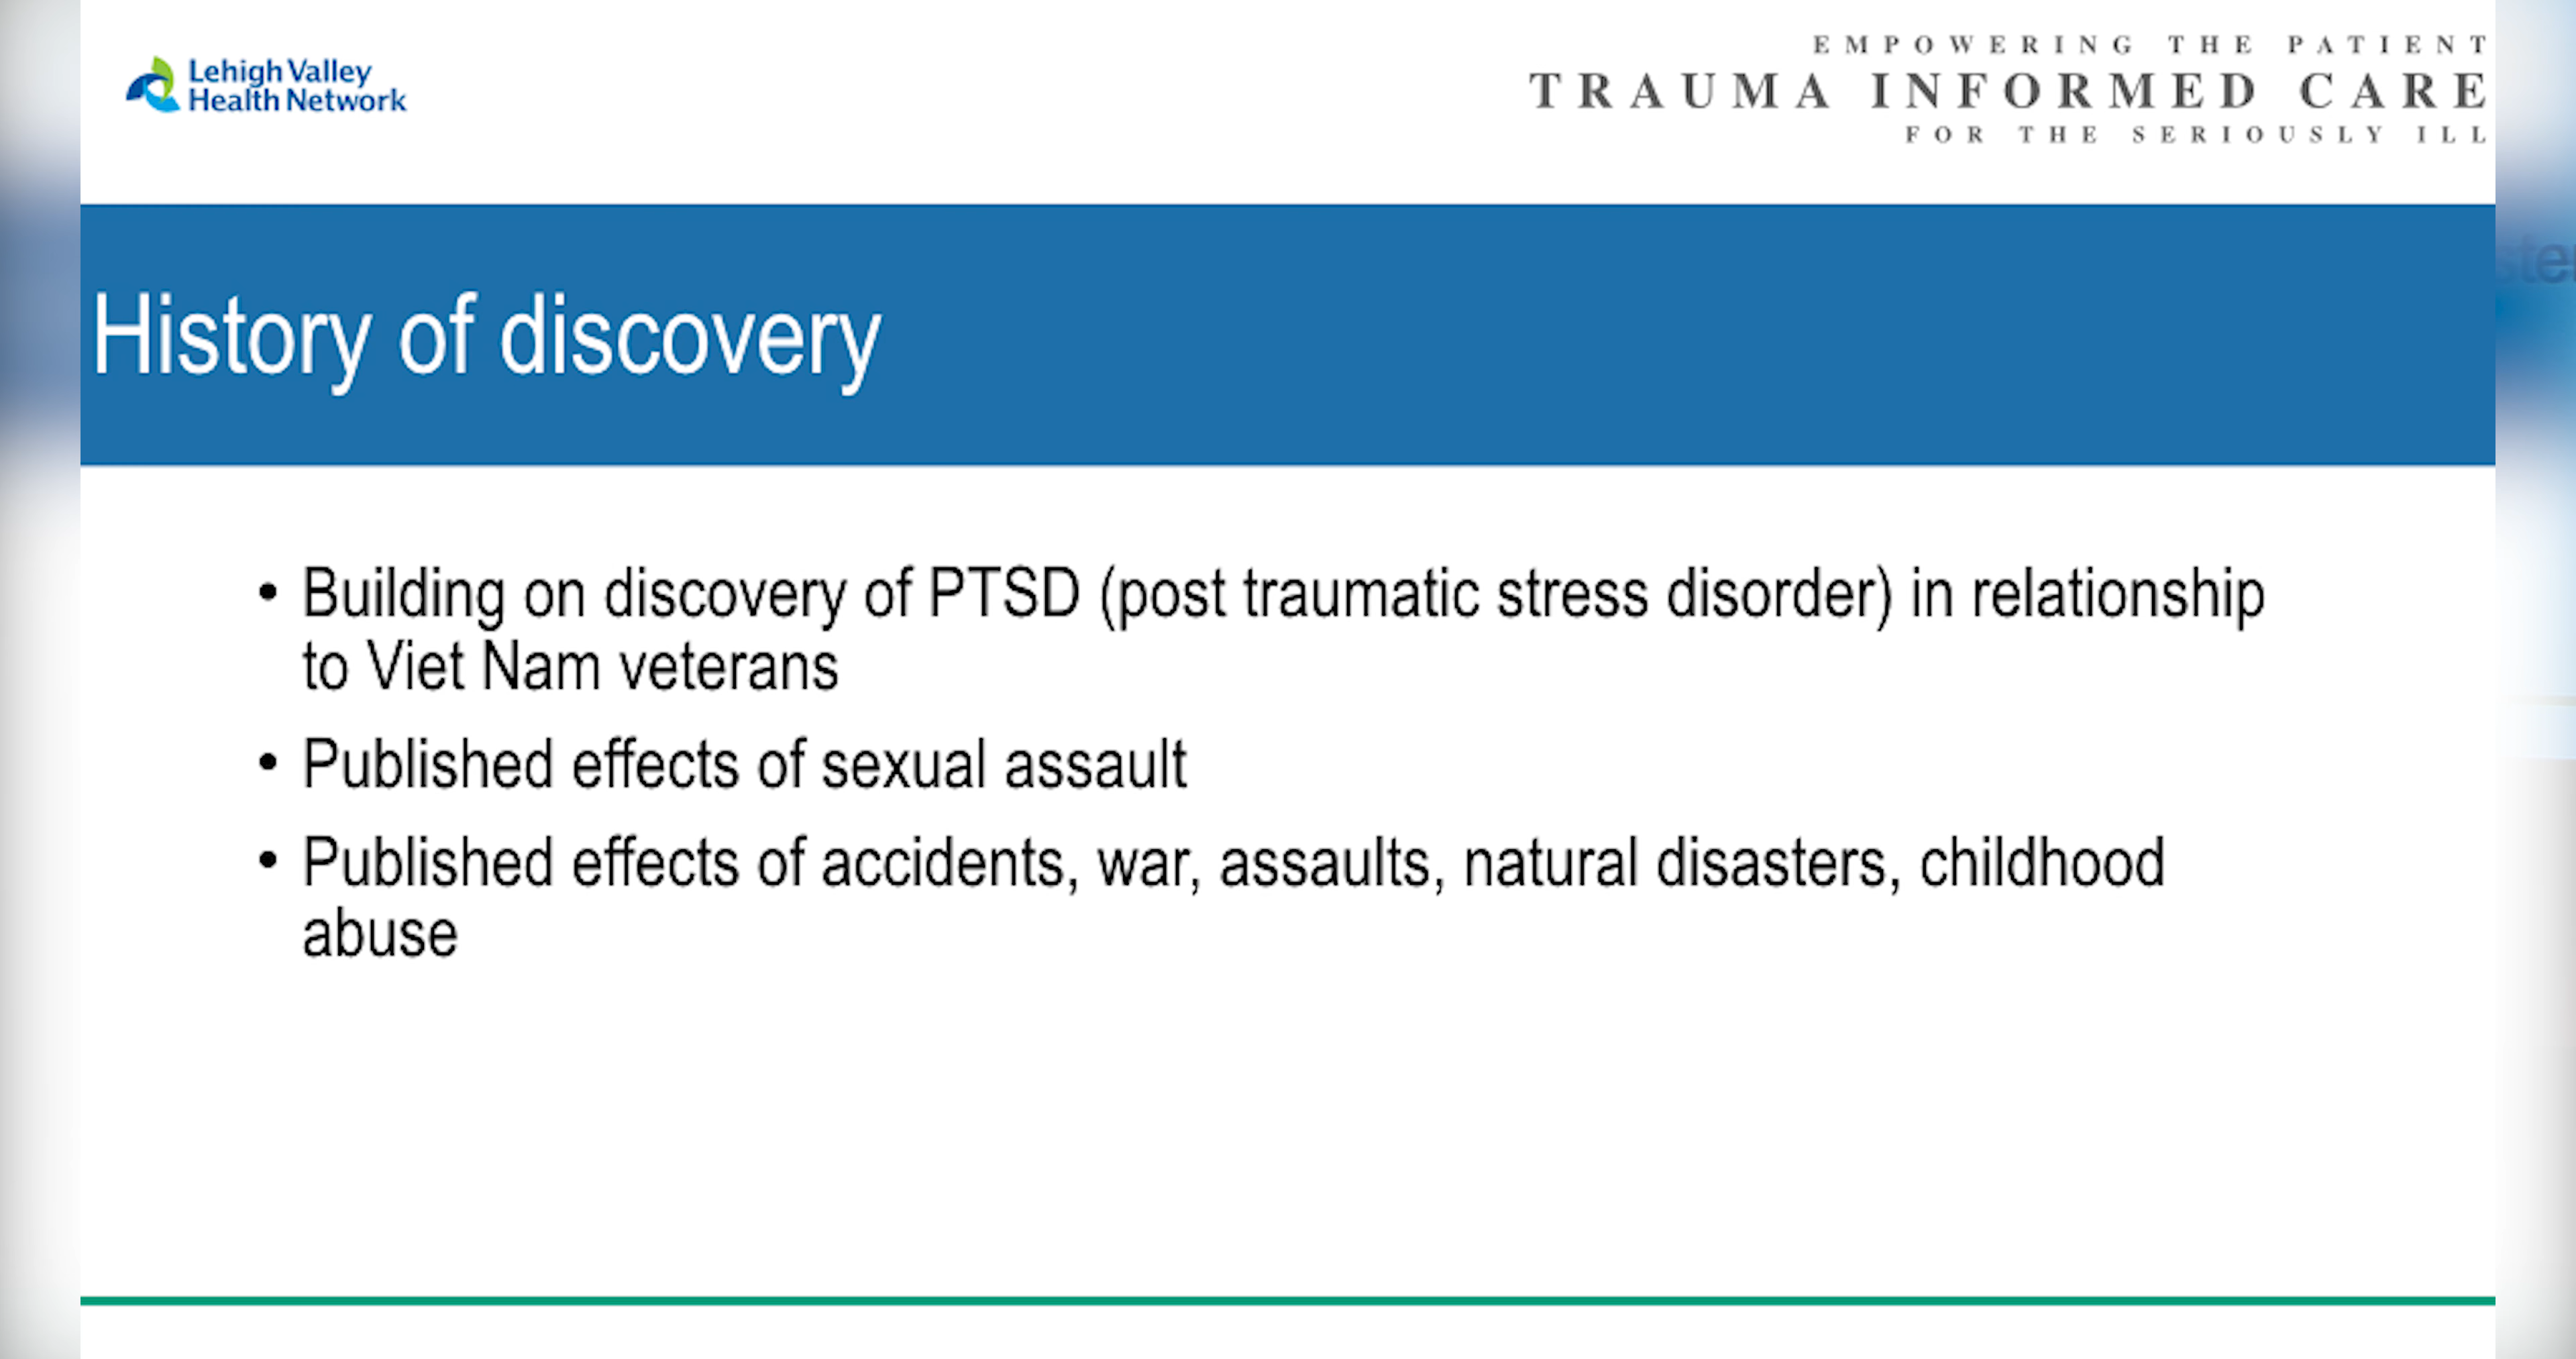 Lehigh Valley
Health Network
EMPOWERING THE PATIENT
TRAUMA INFORMED CARE
FOR THE SERIOUSLY ILL
History of discovery
• Building on discovery of PTSD (post traumatic stress disorder) in relationship
to Viet Nam veterans
• Published effects of sexual assault
• Published effects of accidents, war, assaults, natural disasters, childhood
abuse